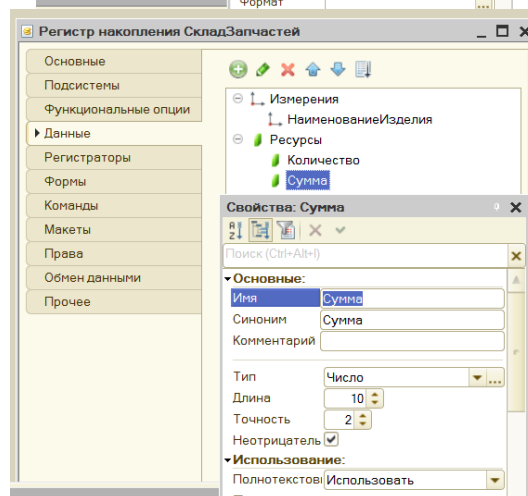 Формат
...
Регистр накопления СкладЗапчастей
Основные
Подсистемы
Функциональные опции
Данные
Регистраторы
Формы
Команды
Макеты
Права
Обмен данными
Прочее
Измерения
НаименованиеИзделия
Ресурсы
Количество
Сумма
Свойства: Сумма
Поиск (Ctrl+Alt+I)
Основные:
Имя Сумма
Синоним Сумма
Комментарий
Тип Число ...
Длина 10
Точность 2
Неотрицатель
Использование:
Полнотекстовы Использовать